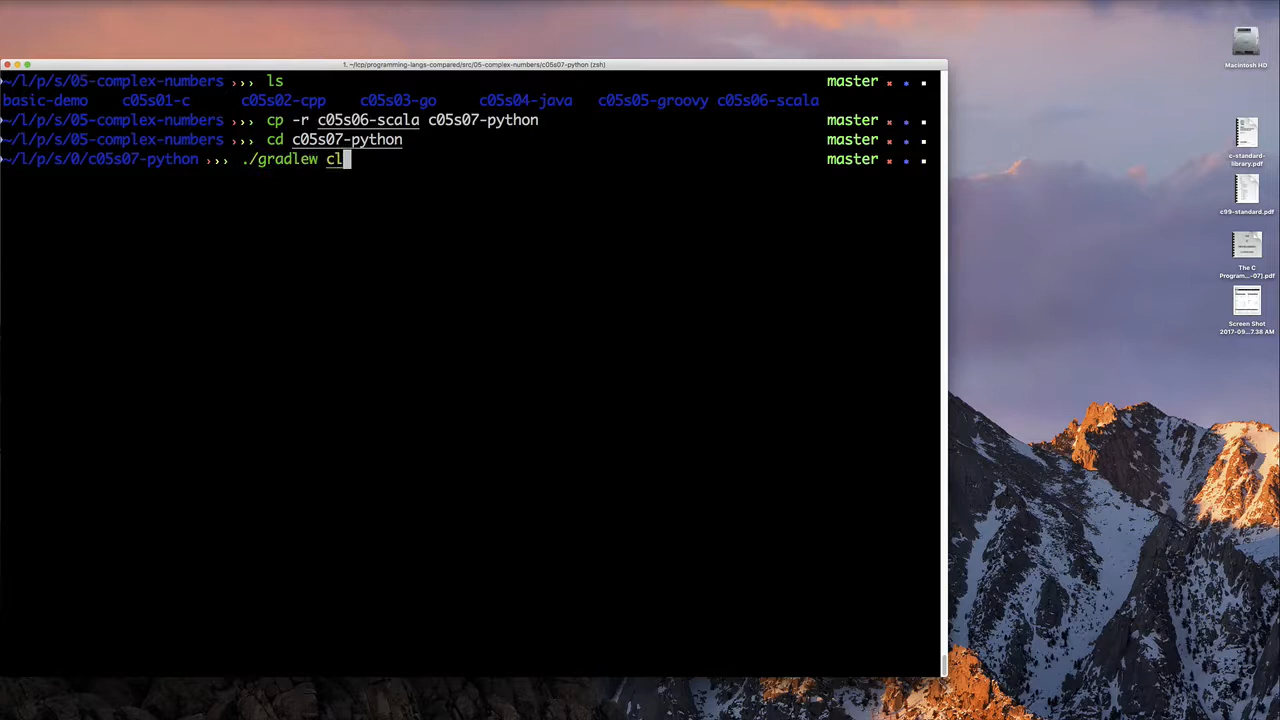 1. ~/lcp/programming-langs-compared/src/05-complex-numbers/c05s07-python (zsh)
~/l/p/s/05-complex-numbers ››› ls master
basic-demo c05s01-c c05s02-cpp c05s03-go c05s04-java c05s05-groovy c05s06-scala
~/l/p/s/05-complex-numbers ››› cp -r c05s06-scala c05s07-python master
~/l/p/s/05-complex-numbers ››› cd c05s07-python master
~/l/p/s/0/c05s07-python ››› ./gradlew cl master
Macintosh HD
c-standard-
library.pdf
c99-standard.pdf
The C
Program...-07].pdf
Screen Shot
2017-09...7.38 AM